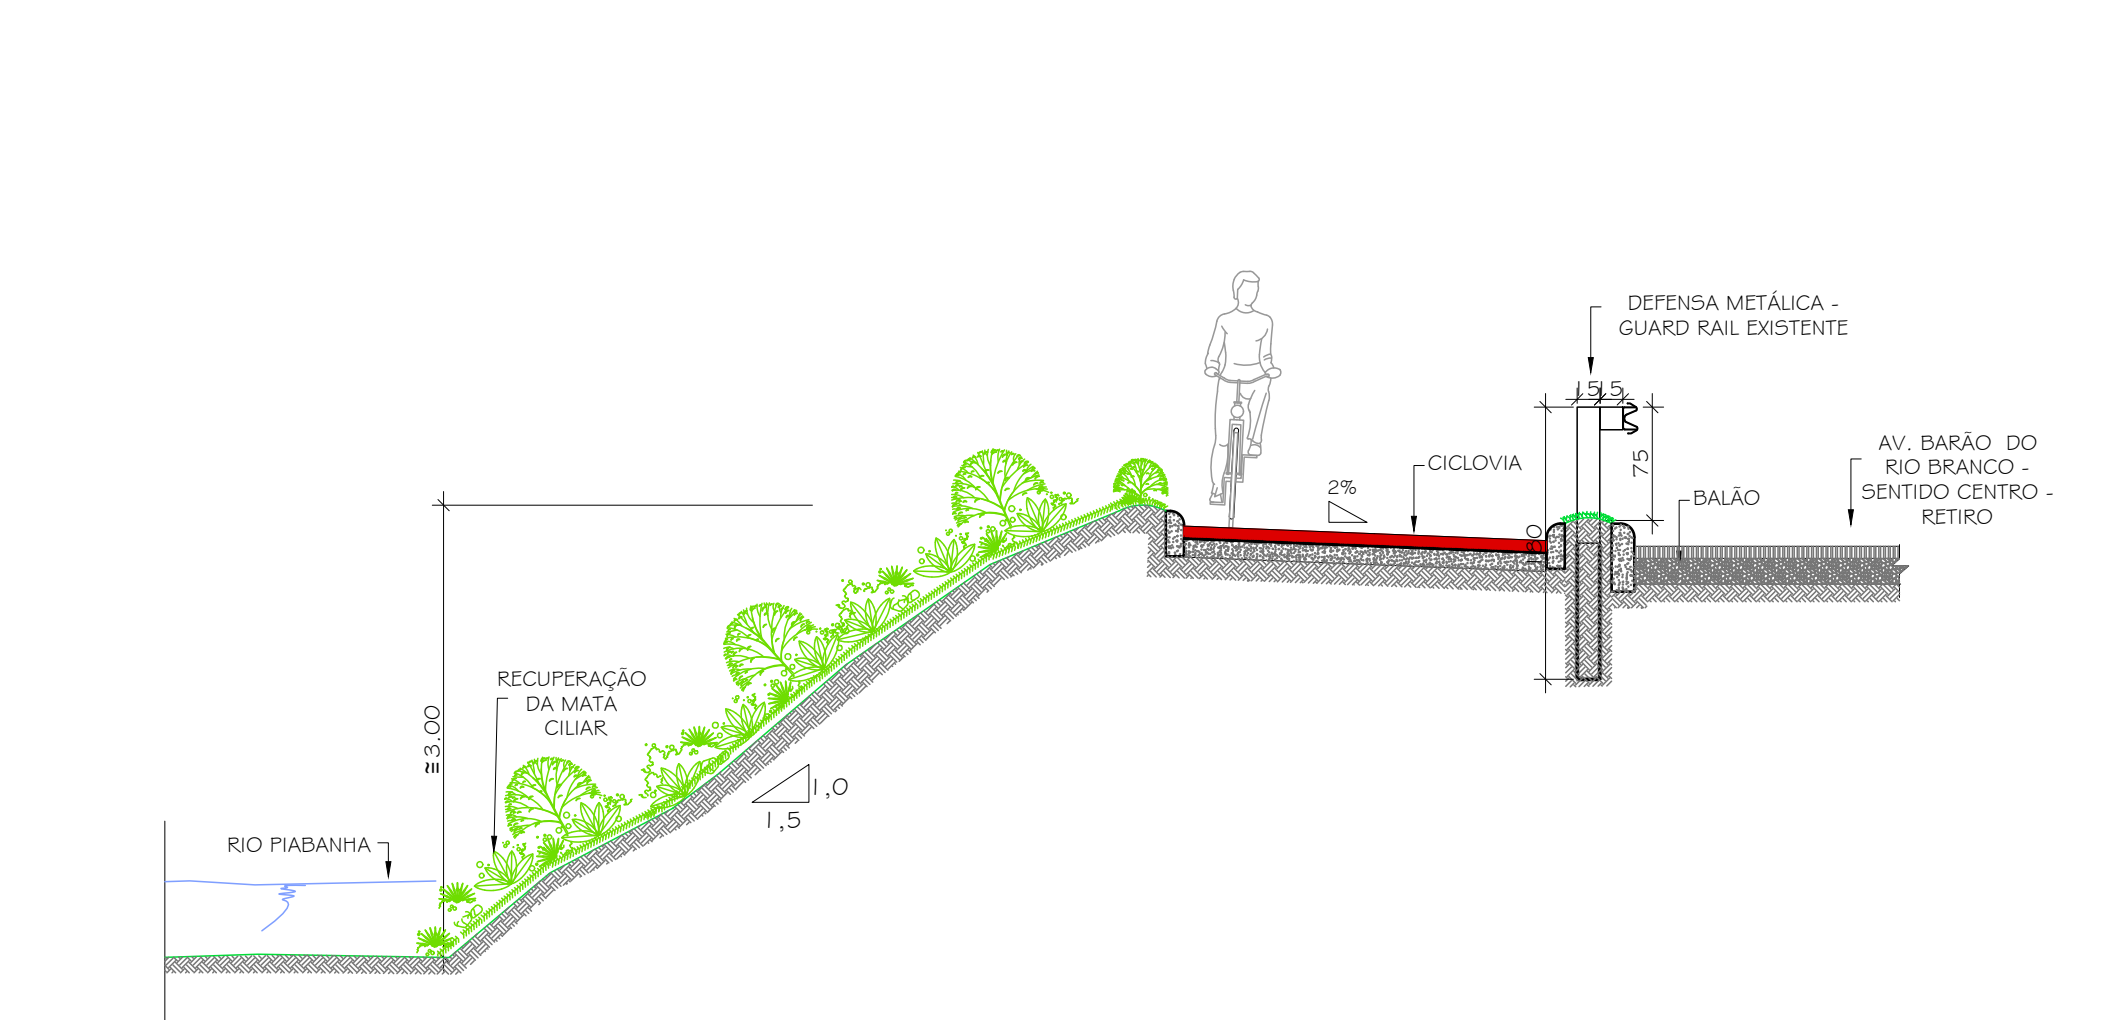 DEFENSA METÁLICA -
GUARD RAIL EXISTENTE
15 15
75
180
AV. BARÃO DO
RIO BRANCO -
SENTIDO CENTRO -
RETIRO
BALÃO
CICLOVIA
2%
RECUPERAÇÃO
DA MATA
CILIAR
≅3.00
1,0
1,5
RIO PIABANHA